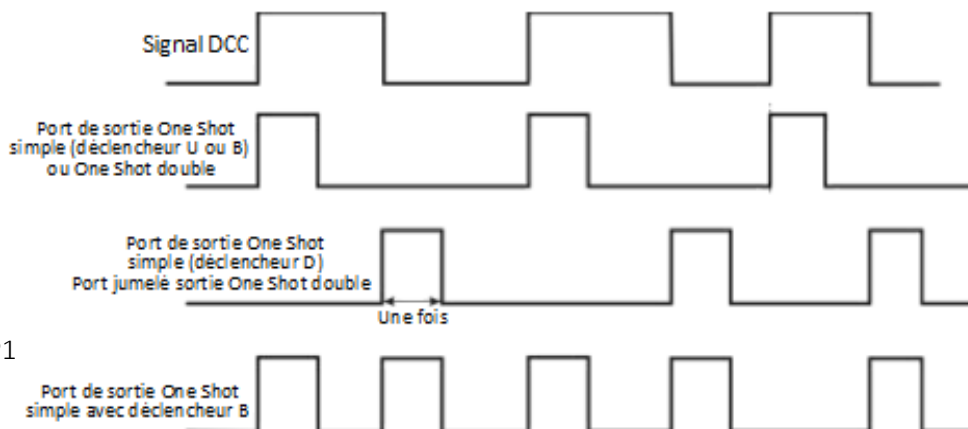 Signal DCC
Port de sortie One Shot
simple (déclencheur U ou B)
ou One Shot double
Port de sortie One Shot
simple (déclencheur D)
Port jumelé sortie One Shot double
Une fois
1
Port de sortie One Shot
simple avec déclencheur B